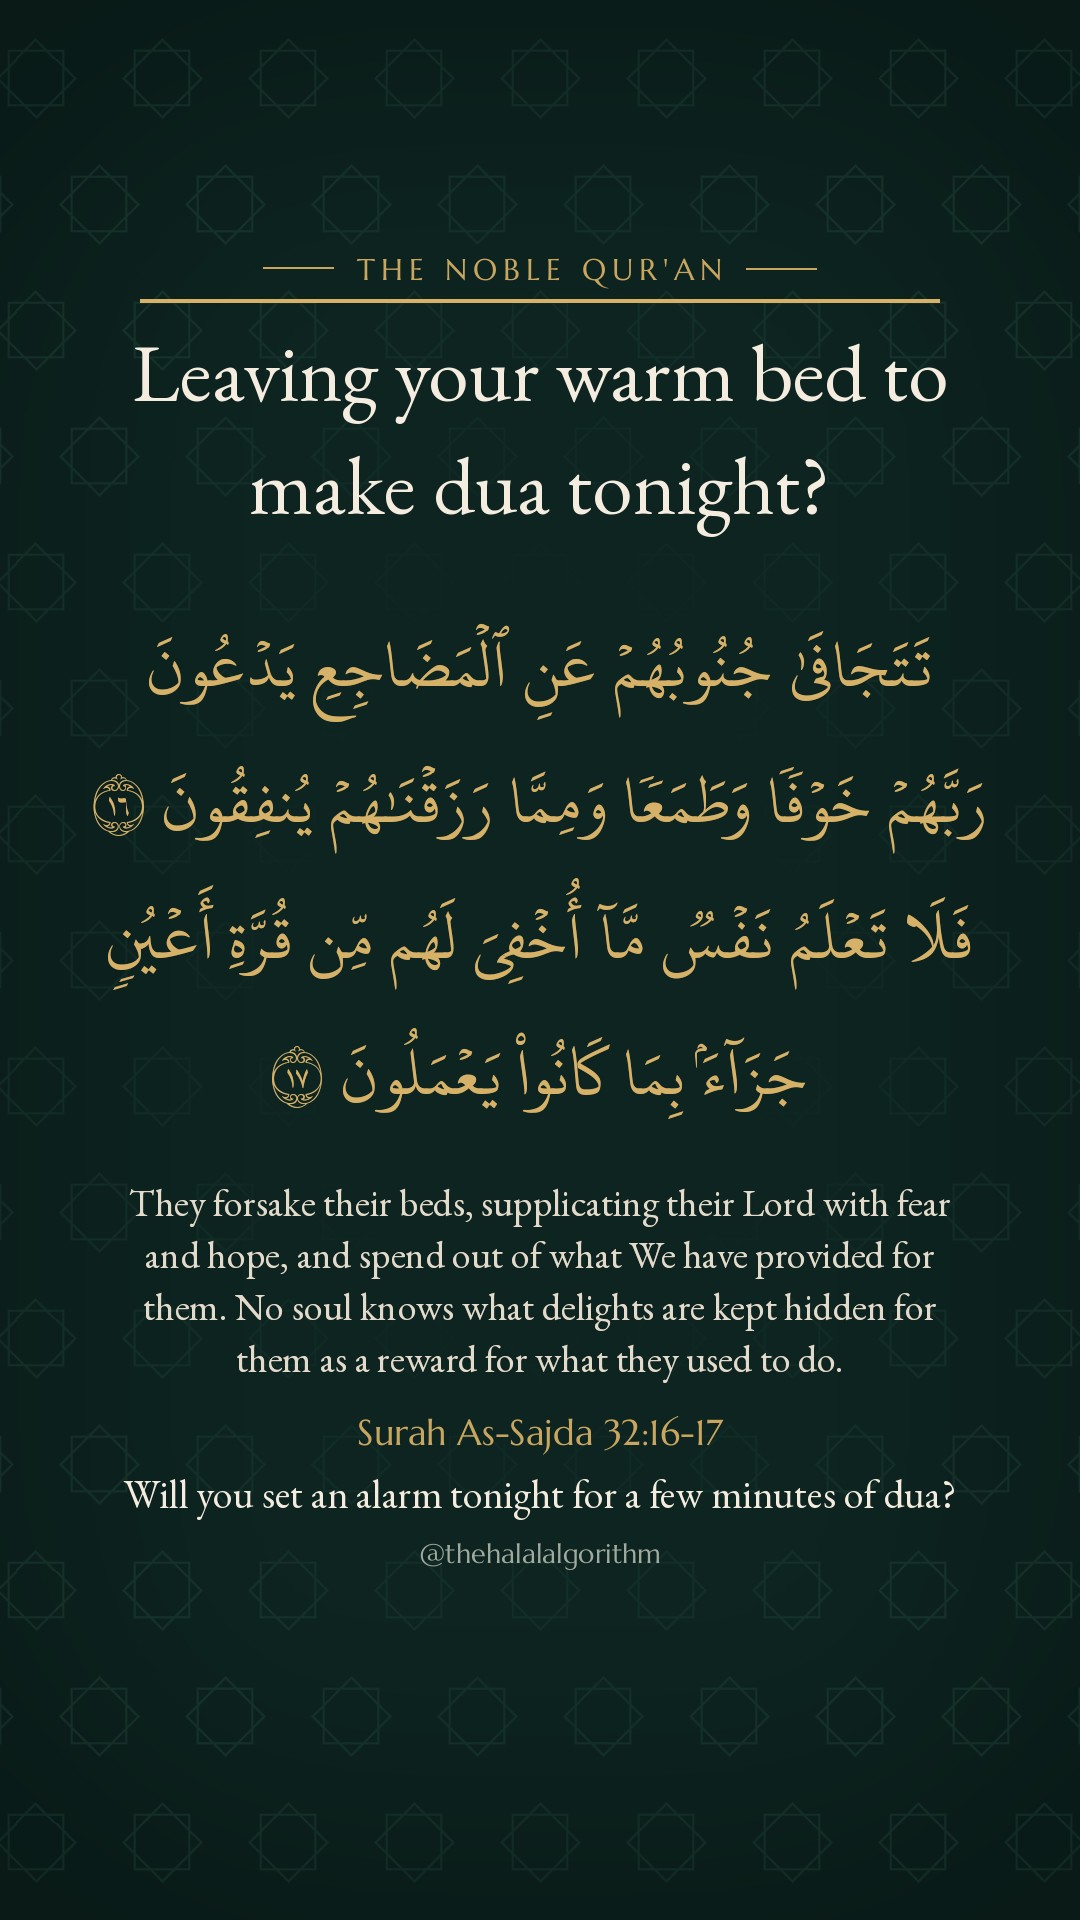 THE NOBLE QUR'AN
Leaving your warm bed to
make dua tonight?
تَتَجَافَىٰ جُنُوبُهُمۡ عَنِ ٱلۡمَضَاجِعِ يَدۡعُونَ
رَبَّهُمۡ خَوۡفٗا وَطَمَعٗا وَمِمَّا رَزَقۡنَٰهُمۡ يُنفِقُونَ ١٦
فَلَا تَعۡلَمُ نَفۡسٞ مَّآ أُخۡفِيَ لَهُم مِّن قُرَّةِ أَعۡيُنٖ
جَزَآءَۢ بِمَا كَانُواْ يَعۡمَلُونَ ١٧
They forsake their beds, supplicating their Lord with fear
and hope, and spend out of what We have provided for
them. No soul knows what delights are kept hidden for
them as a reward for what they used to do.
Surah As-Sajda 32:16-17
Will you set an alarm tonight for a few minutes of dua?
@thehalalalgorithm